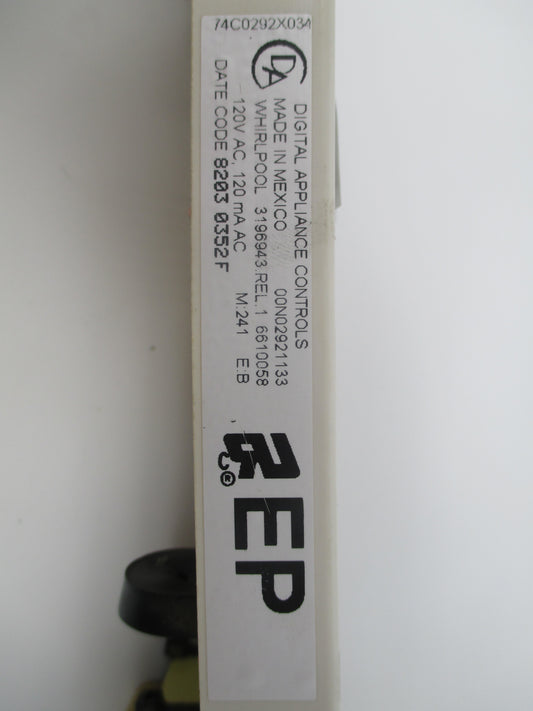 74C0292X034
DA
DIGITAL APPLIANCE CONTROLS
MADE IN MEXICO 00N02921133
WHIRLPOOL 3196943.REL.1 6610058
120V AC, 120 mA AC M:241 E:B
DATE CODE 8203 0352F
®
EP